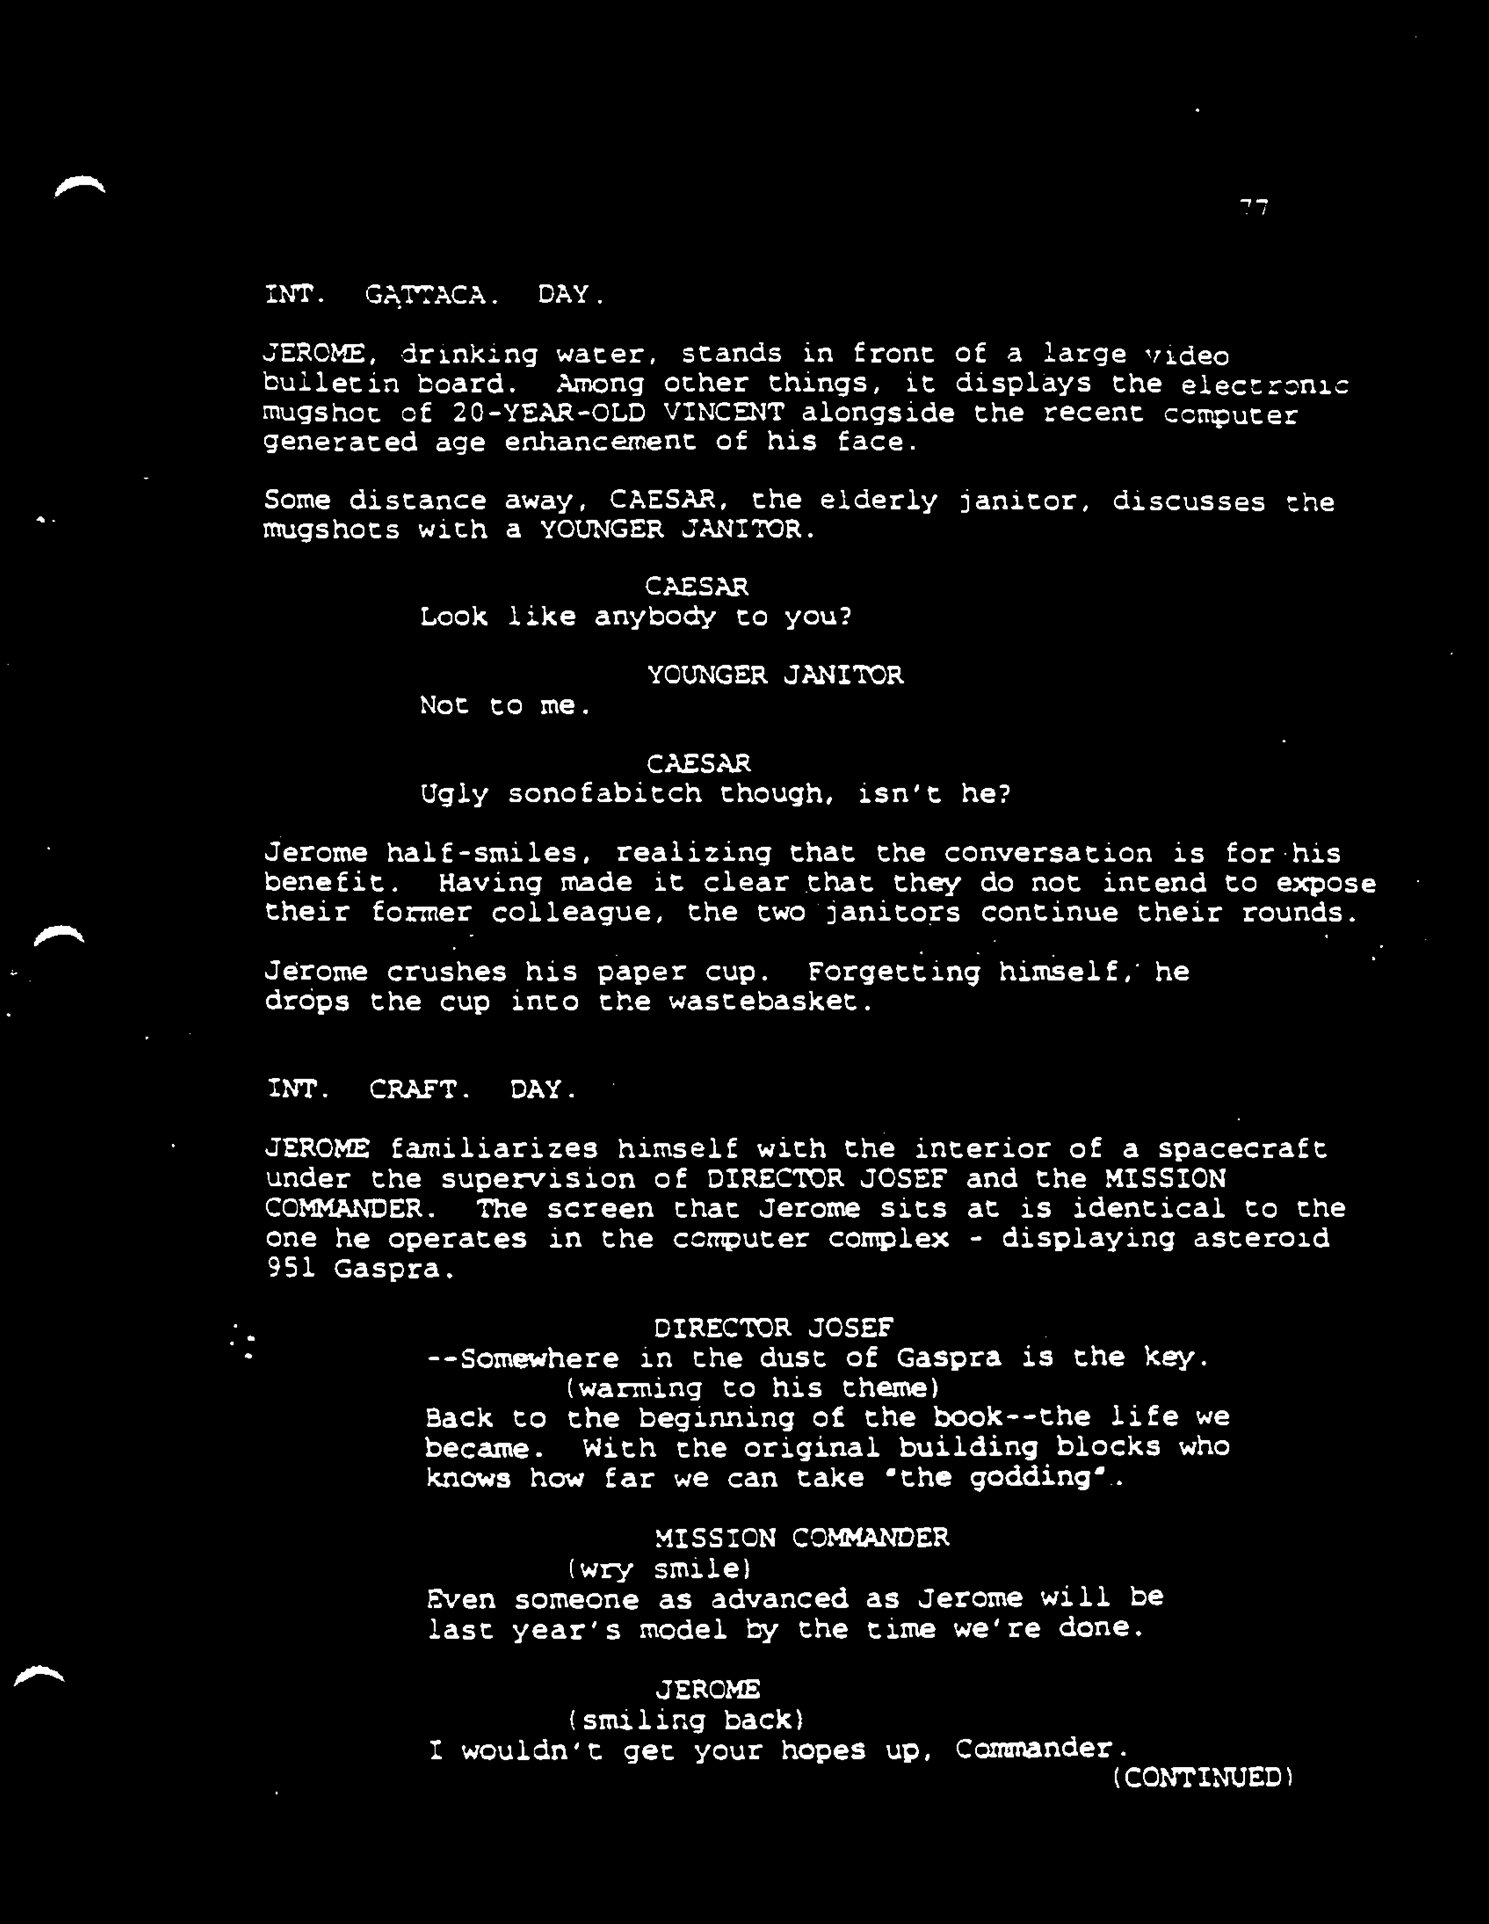 77
INT.  GATTACA.  DAY.
JEROME, drinking water, stands in front of a large video
bulletin board.  Among other things, it displays the electronic
mugshot of 20-YEAR-OLD VINCENT alongside the recent computer
generated age enhancement of his face.
Some distance away, CAESAR, the elderly janitor, discusses the
mugshots with a YOUNGER JANITOR.
CAESAR
Look like anybody to you?
YOUNGER JANITOR
Not to me.
CAESAR
Ugly sonofabitch though, isn't he?
Jerome half-smiles, realizing that the conversation is for his
benefit.  Having made it clear that they do not intend to expose
their former colleague, the two janitors continue their rounds.
Jerome crushes his paper cup.  Forgetting himself, he
drops the cup into the wastebasket.
INT.  CRAFT.  DAY.
JEROME familiarizes himself with the interior of a spacecraft
under the supervision of DIRECTOR JOSEF and the MISSION
COMMANDER.  The screen that Jerome sits at is identical to the
one he operates in the computer complex - displaying asteroid
951 Gaspra.
DIRECTOR JOSEF
--Somewhere in the dust of Gaspra is the key.
(warming to his theme)
Back to the beginning of the book--the life we
became.  With the original building blocks who
knows how far we can take "the godding".
MISSION COMMANDER
(wry smile)
Even someone as advanced as Jerome will be
last year's model by the time we're done.
JEROME
(smiling back)
I wouldn't get your hopes up, Commander.
(CONTINUED)